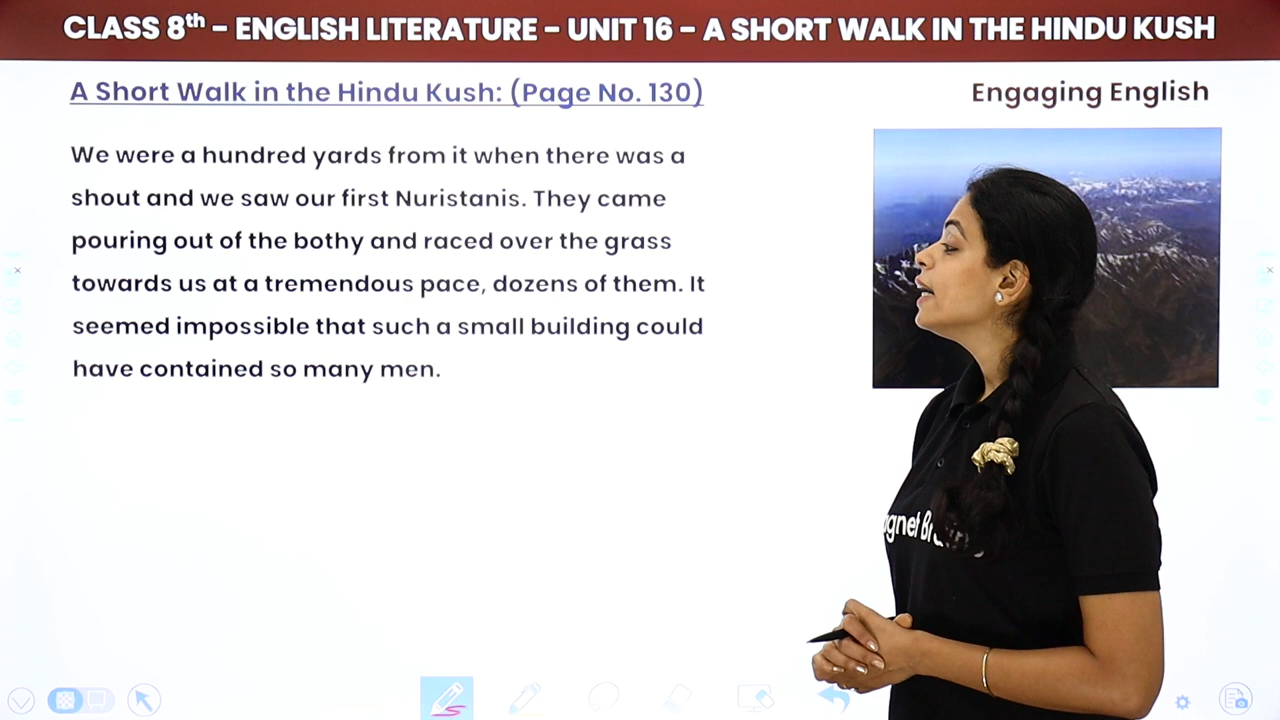 CLASS 8th – ENGLISH LITERATURE – UNIT 16 – A SHORT WALK IN THE HINDU KUSH
A Short Walk in the Hindu Kush: (Page No. 130)
Engaging English
We were a hundred yards from it when there was a
shout and we saw our first Nuristanis. They came
pouring out of the bothy and raced over the grass
towards us at a tremendous pace, dozens of them. It
seemed impossible that such a small building could
have contained so many men.